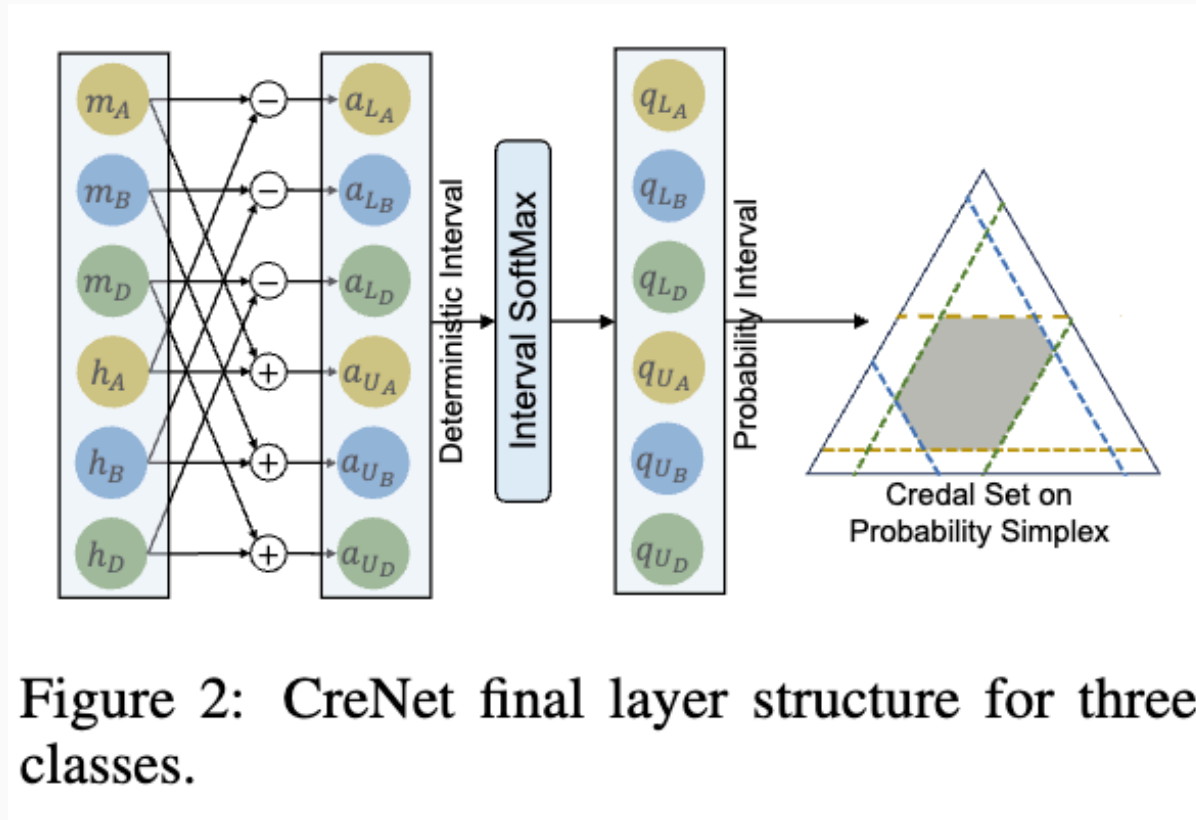 m_A
m_B
m_D
h_A
h_B
h_D
−
−
−
+
+
+
a_{L_A}
a_{L_B}
a_{L_D}
a_{U_A}
a_{U_B}
a_{U_D}
Deterministic Interval
Interval SoftMax
q_{L_A}
q_{L_B}
q_{L_D}
q_{U_A}
q_{U_B}
q_{U_D}
Probability Interval
Credal Set on
Probability Simplex
Figure 2: CreNet final layer structure for three
classes.